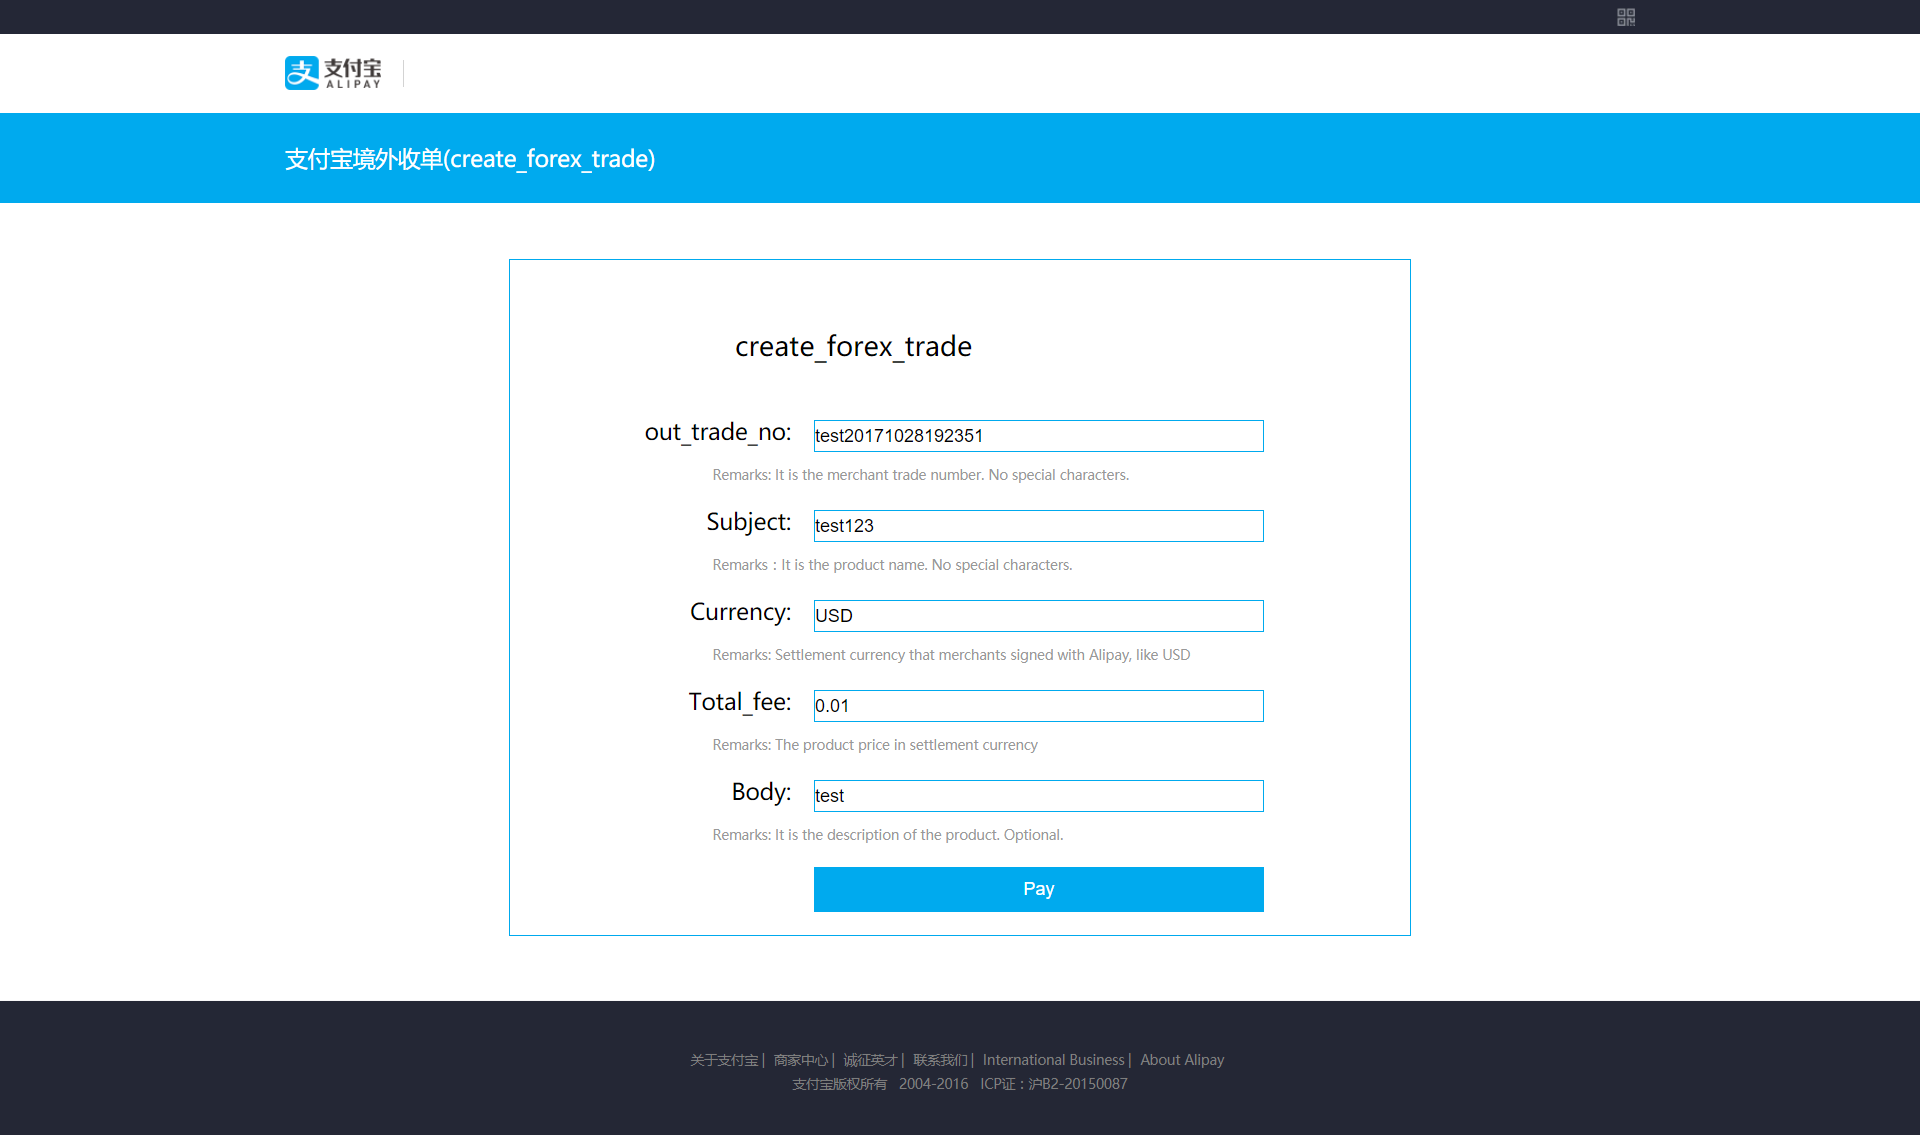 支付宝
ALIPAY
支付宝境外收单(create_forex_trade)
create_forex_trade
out_trade_no: test20171028192351
Remarks: It is the merchant trade number. No special characters.
Subject: test123
Remarks：It is the product name. No special characters.
Currency: USD
Remarks: Settlement currency that merchants signed with Alipay, like USD
Total_fee: 0.01
Remarks: The product price in settlement currency
Body: test
Remarks: It is the description of the product. Optional.
Pay
关于支付宝| 商家中心| 诚征英才| 联系我们| International Business| About Alipay
支付宝版权所有 2004-2016 ICP证：沪B2-20150087